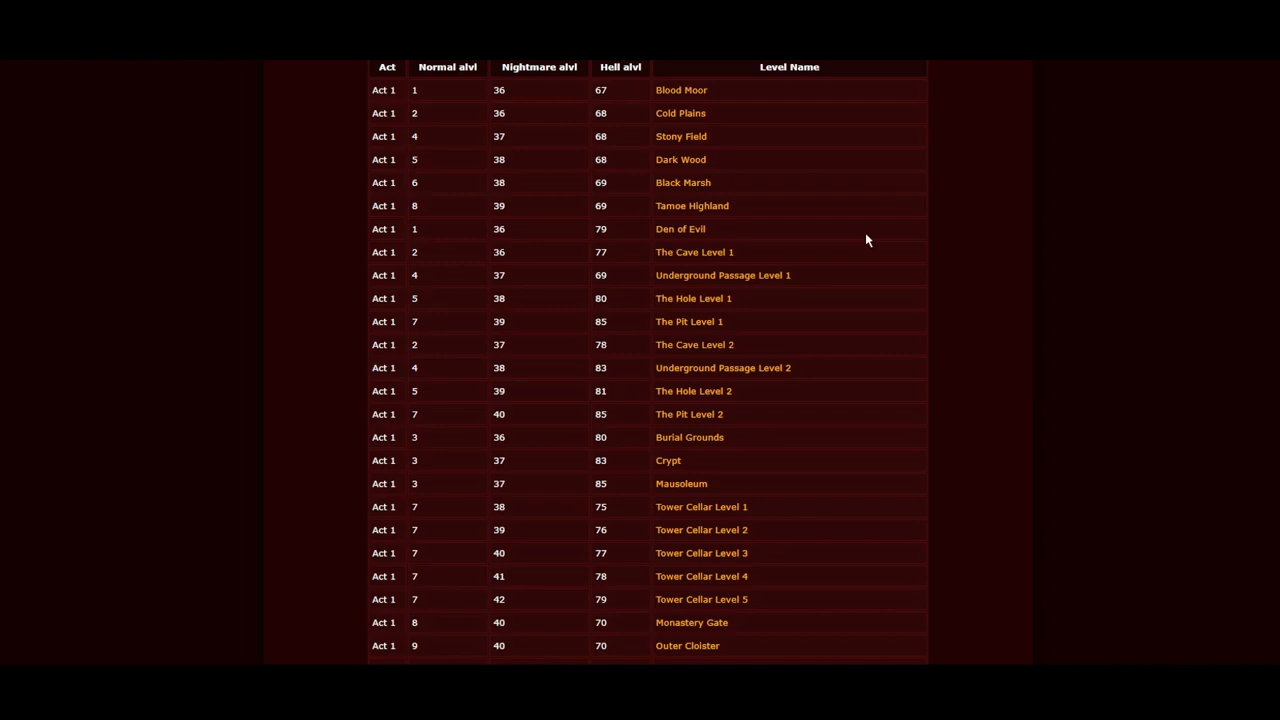 Act Normal alvl Nightmare alvl Hell alvl Level Name
Act 1 1 36 67 Blood Moor
Act 1 2 36 68 Cold Plains
Act 1 4 37 68 Stony Field
Act 1 5 38 68 Dark Wood
Act 1 6 38 69 Black Marsh
Act 1 8 39 69 Tamoe Highland
Act 1 1 36 79 Den of Evil
Act 1 2 36 77 The Cave Level 1
Act 1 4 37 69 Underground Passage Level 1
Act 1 5 38 80 The Hole Level 1
Act 1 7 39 85 The Pit Level 1
Act 1 2 37 78 The Cave Level 2
Act 1 4 38 83 Underground Passage Level 2
Act 1 5 39 81 The Hole Level 2
Act 1 7 40 85 The Pit Level 2
Act 1 3 36 80 Burial Grounds
Act 1 3 37 83 Crypt
Act 1 3 37 85 Mausoleum
Act 1 7 38 75 Tower Cellar Level 1
Act 1 7 39 76 Tower Cellar Level 2
Act 1 7 40 77 Tower Cellar Level 3
Act 1 7 41 78 Tower Cellar Level 4
Act 1 7 42 79 Tower Cellar Level 5
Act 1 8 40 70 Monastery Gate
Act 1 9 40 70 Outer Cloister